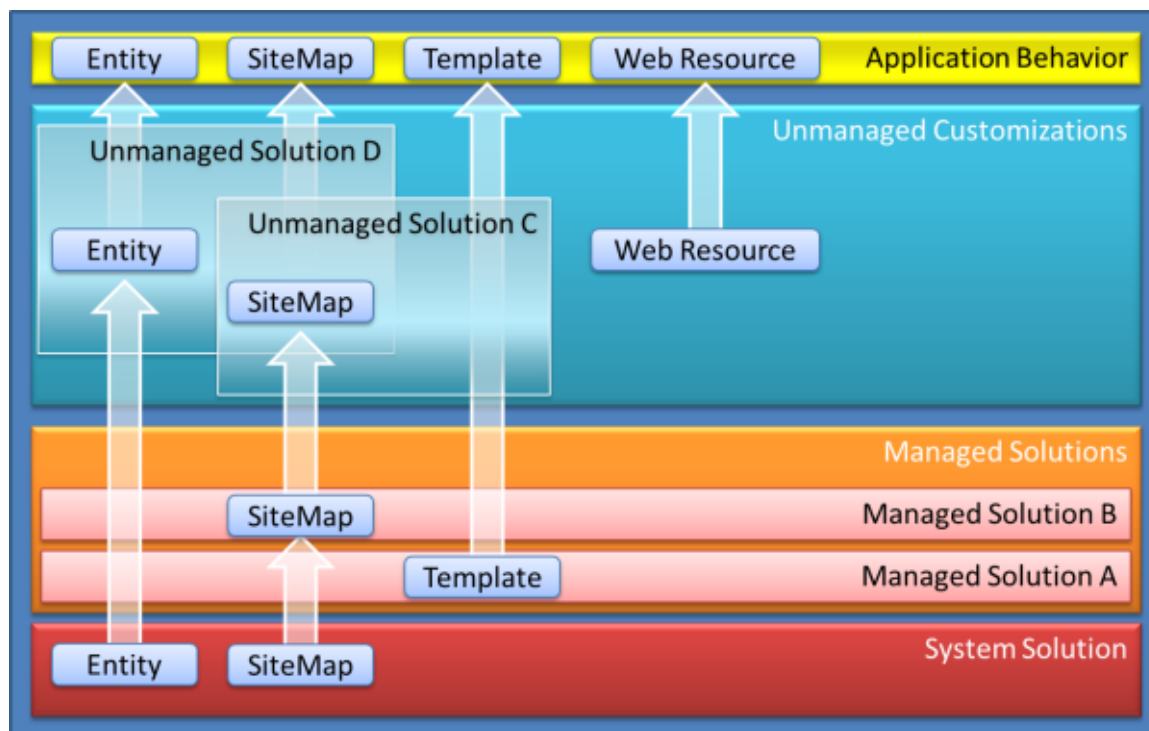 Entity
SiteMap
Template
Web Resource
Application Behavior
Unmanaged Customizations
Unmanaged Solution D
Unmanaged Solution C
Entity
Web Resource
SiteMap
Managed Solutions
SiteMap
Managed Solution B
Template
Managed Solution A
System Solution
Entity
SiteMap